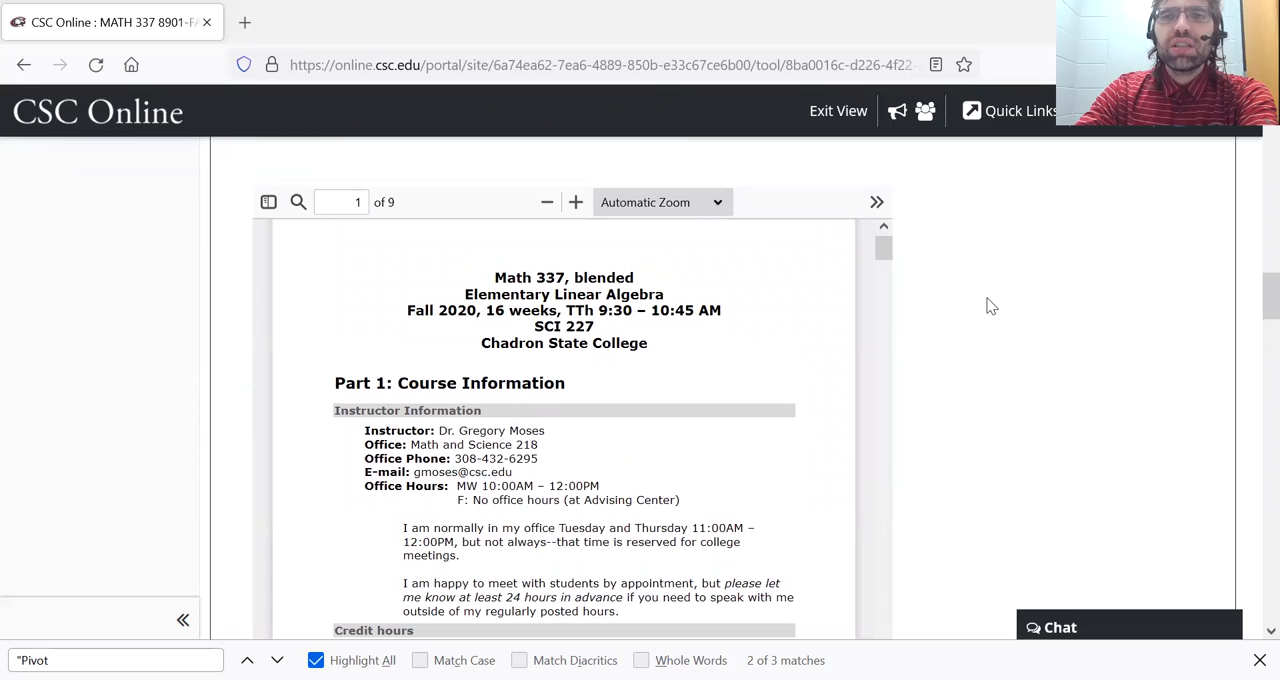 CSC Online : MATH 337 8901-FA
https://online.csc.edu/portal/site/6a74ea62-7ea6-4889-850b-e33c67ce6b00/tool/8ba0016c-d226-4f22-
CSC Online
Exit View
Quick Links
1 of 9
Automatic Zoom
Math 337, blended
Elementary Linear Algebra
Fall 2020, 16 weeks, TTh 9:30 – 10:45 AM
SCI 227
Chadron State College
Part 1: Course Information
Instructor Information
Instructor: Dr. Gregory Moses
Office: Math and Science 218
Office Phone: 308-432-6295
E-mail: gmoses@csc.edu
Office Hours: MW 10:00AM – 12:00PM
F: No office hours (at Advising Center)
I am normally in my office Tuesday and Thursday 11:00AM –
12:00PM, but not always--that time is reserved for college
meetings.
I am happy to meet with students by appointment, but please let
me know at least 24 hours in advance if you need to speak with me
outside of my regularly posted hours.
Credit hours
Chat
"Pivot
Highlight All
Match Case
Match Diacritics
Whole Words
2 of 3 matches